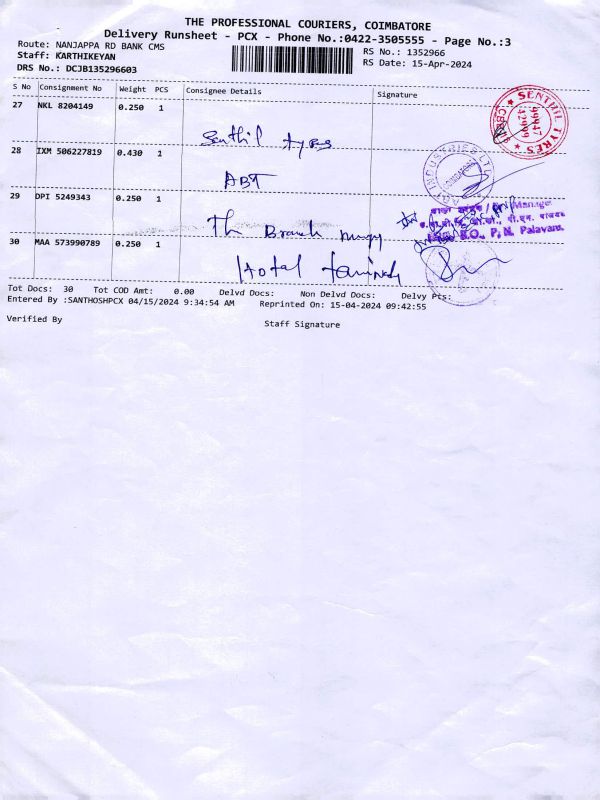 THE PROFESSIONAL COURIERS, COIMBATORE
Delivery Runsheet - PCX - Phone No.:0422-3505555 - Page No.:3
Route: NANJAPPA RD BANK CMS
RS No.: 1352966
Staff: KARTHIKEYAN
RS Date: 15-Apr-2024
DRS No.: DCJB135296603
S No Consignment No Weight PCS Consignee Details Signature
27 NKL 8204149 0.250 1
Senthil tyres
SENTHIL TYRES
28 IXM 506227819 0.430 1
ABT
29 DPI 5249343 0.250 1
The Branch
Manager
P. N. Palayam
30 MAA 573990789 0.250 1
Hotel
Tot Docs: 30 Tot COD Amt: 0.00 Delvd Docs: Non Delvd Docs: Delvy Pts:
Entered By :SANTHOSHPCX 04/15/2024 9:34:54 AM Reprinted On: 15-04-2024 09:42:55
Verified By
Staff Signature